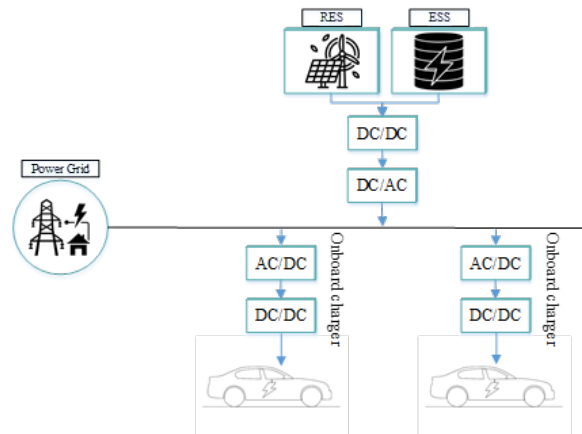 RES
ESS
DC/DC
DC/AC
Power Grid
AC/DC
DC/DC
Onboard charger
AC/DC
DC/DC
Onboard charger